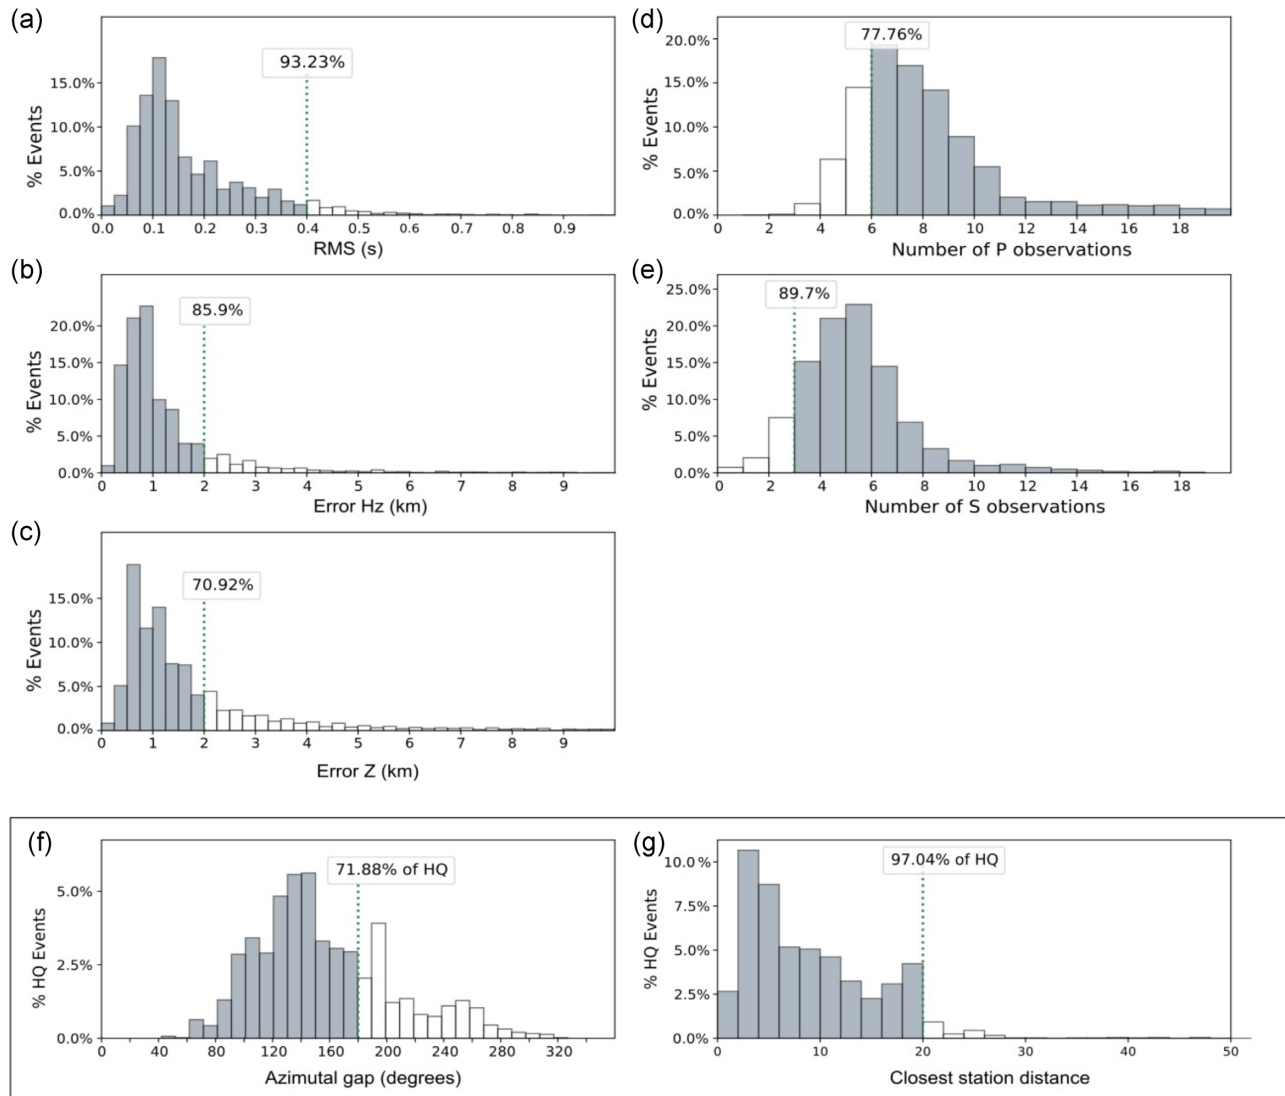 (a)
93.23%
% Events
15.0%
10.0%
5.0%
0.0%
0.0 0.1 0.2 0.3 0.4 0.5 0.6 0.7 0.8 0.9
RMS (s)
(b)
85.9%
% Events
20.0%
15.0%
10.0%
5.0%
0.0%
0 1 2 3 4 5 6 7 8 9
Error Hz (km)
(c)
70.92%
% Events
15.0%
10.0%
5.0%
0.0%
0 1 2 3 4 5 6 7 8 9
Error Z (km)
(d)
77.76%
% Events
20.0%
15.0%
10.0%
5.0%
0.0%
0 2 4 6 8 10 12 14 16 18
Number of P observations
(e)
89.7%
% Events
25.0%
20.0%
15.0%
10.0%
5.0%
0.0%
0 2 4 6 8 10 12 14 16 18
Number of S observations
(f)
71.88% of HQ
% HQ Events
5.0%
2.5%
0.0%
0 40 80 120 160 200 240 280 320
Azimutal gap (degrees)
(g)
97.04% of HQ
% HQ Events
10.0%
7.5%
5.0%
2.5%
0.0%
0 10 20 30 40 50
Closest station distance